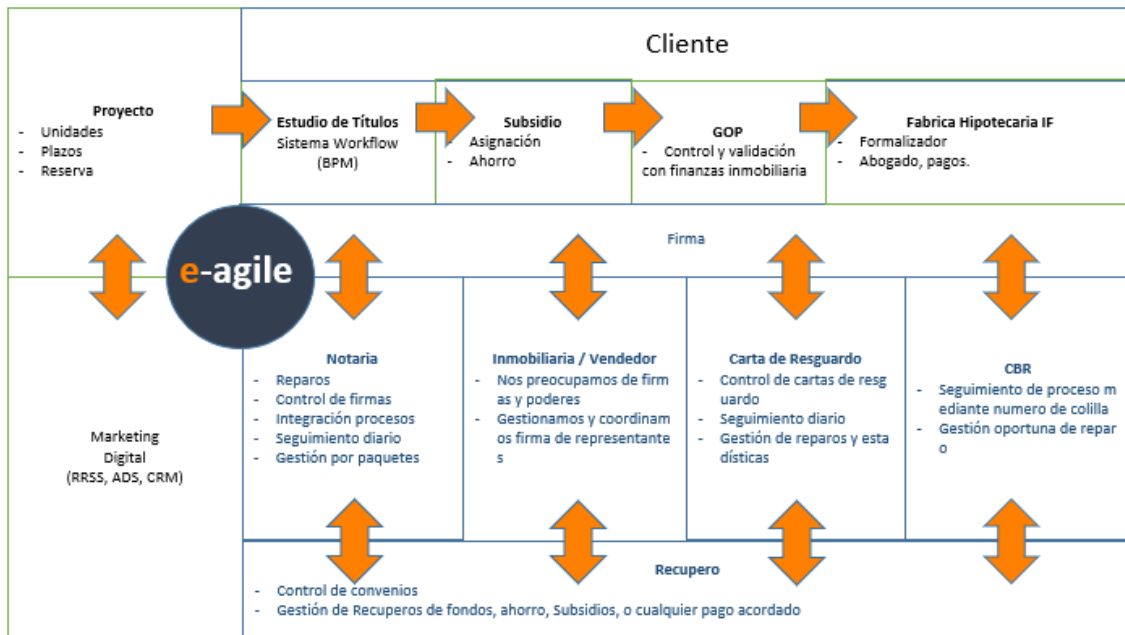 Cliente
Proyecto
- Unidades
- Plazos
- Reserva
Estudio de Títulos
Sistema Workflow
(BPM)
Subsidio
- Asignación
- Ahorro
GOP
- Control y validación
con finanzas inmobiliaria
Fabrica Hipotecaria IF
- Formalizador
- Abogado, pagos.
Firma
e-agile
Marketing
Digital
(RRSS, ADS, CRM)
Notaria
- Reparos
- Control de firmas
- Integración procesos
- Seguimiento diario
- Gestión por paquetes
Inmobiliaria / Vendedor
- Nos preocupamos de firm
as y poderes
- Gestionamos y coordinam
os firma de representante
s
Carta de Resguardo
- Control de cartas de resg
uardo
- Seguimiento diario
- Gestión de reparos y esta
dísticas
CBR
- Seguimiento de proceso m
ediante numero de colilla
- Gestión oportuna de repar
o
Recupero
- Control de convenios
- Gestión de Recuperos de fondos, ahorro, Subsidios, o cualquier pago acordado